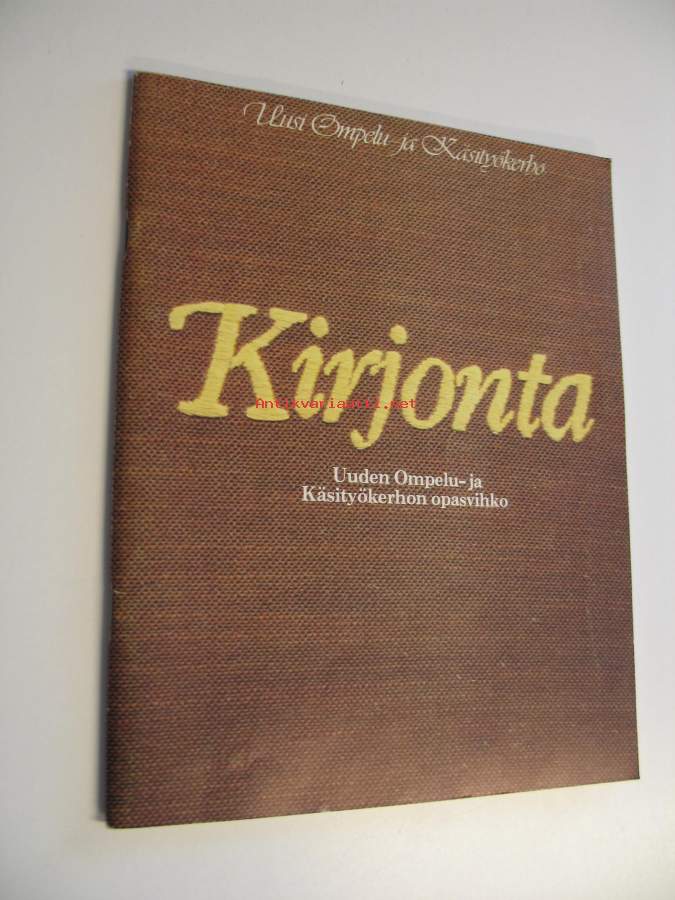 Uusi Ompelu- ja Käsityökerho
Kirjonta
Antikvariaatti.net
Uuden Ompelu- ja
Käsityökerhon opasvihko